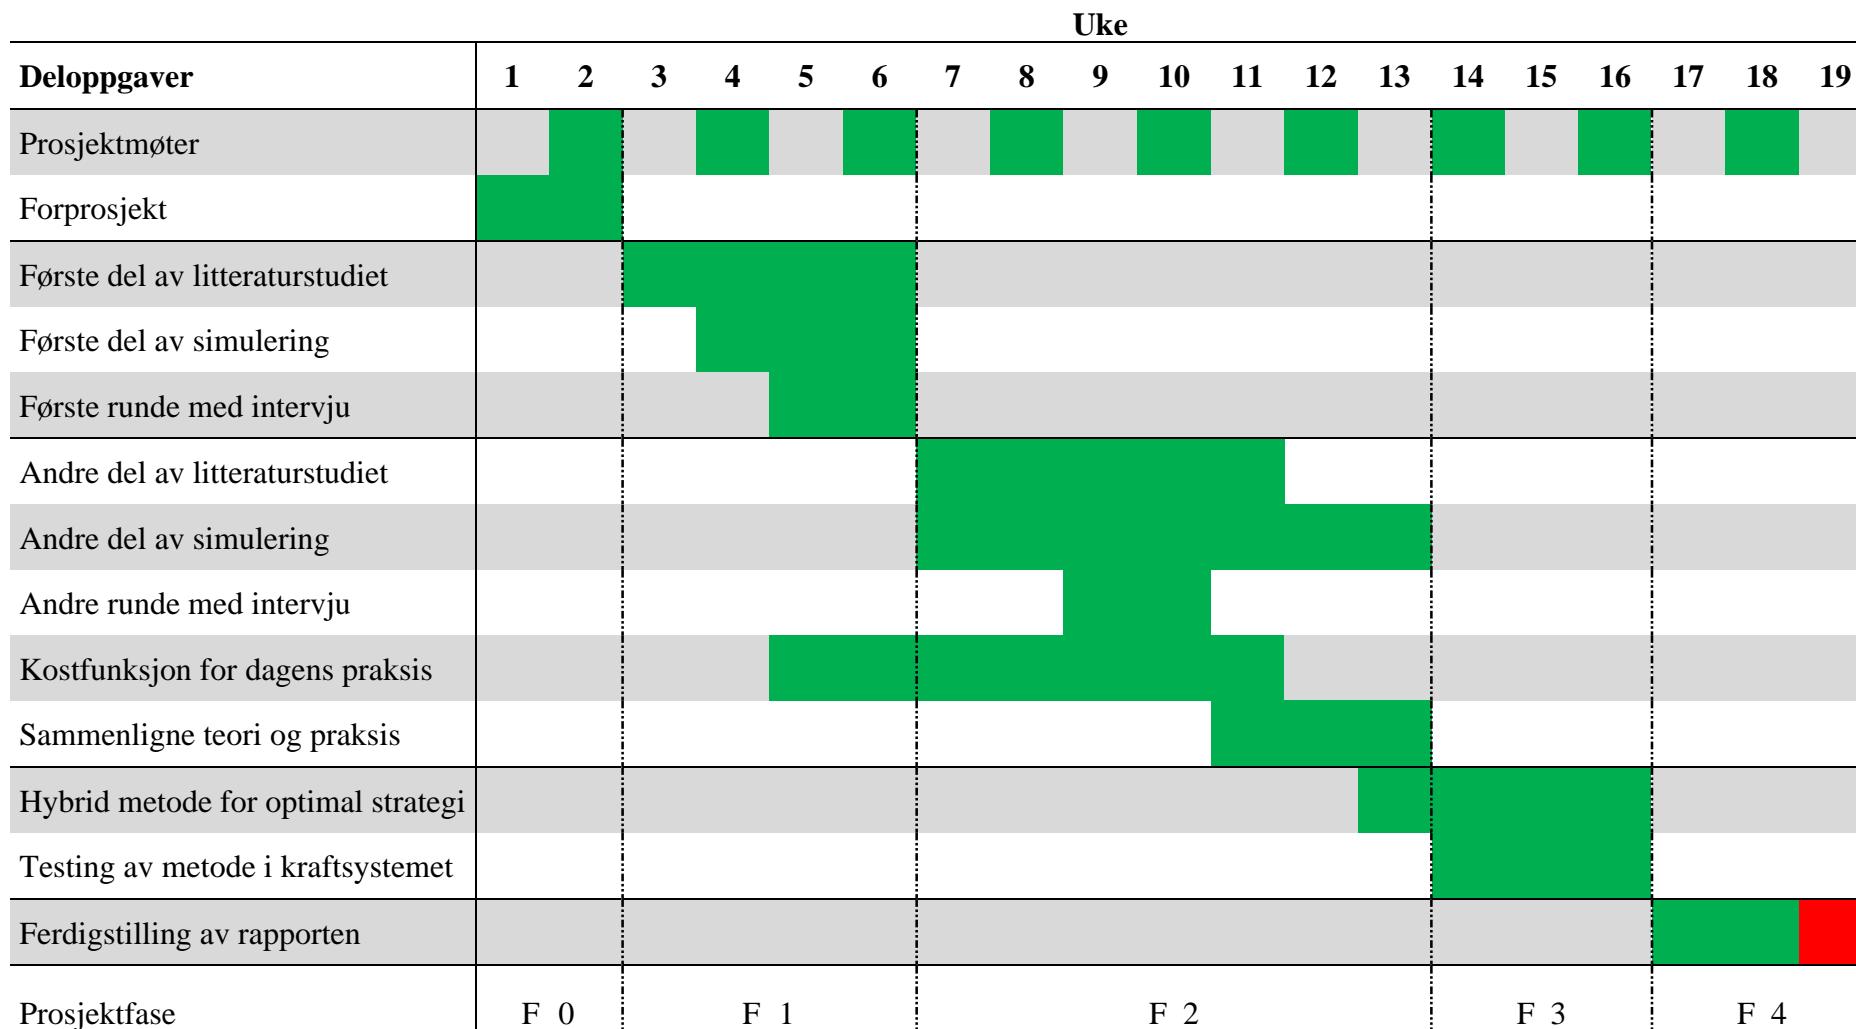 Uke
Deloppgaver 1 2 3 4 5 6 7 8 9 10 11 12 13 14 15 16 17 18 19
Prosjektmøter
Forprosjekt
Første del av litteraturstudiet
Første del av simulering
Første runde med intervju
Andre del av litteraturstudiet
Andre del av simulering
Andre runde med intervju
Kostfunksjon for dagens praksis
Sammenligne teori og praksis
Hybrid metode for optimal strategi
Testing av metode i kraftsystemet
Ferdigstilling av rapporten
Prosjektfase F 0 F 1 F 2 F 3 F 4